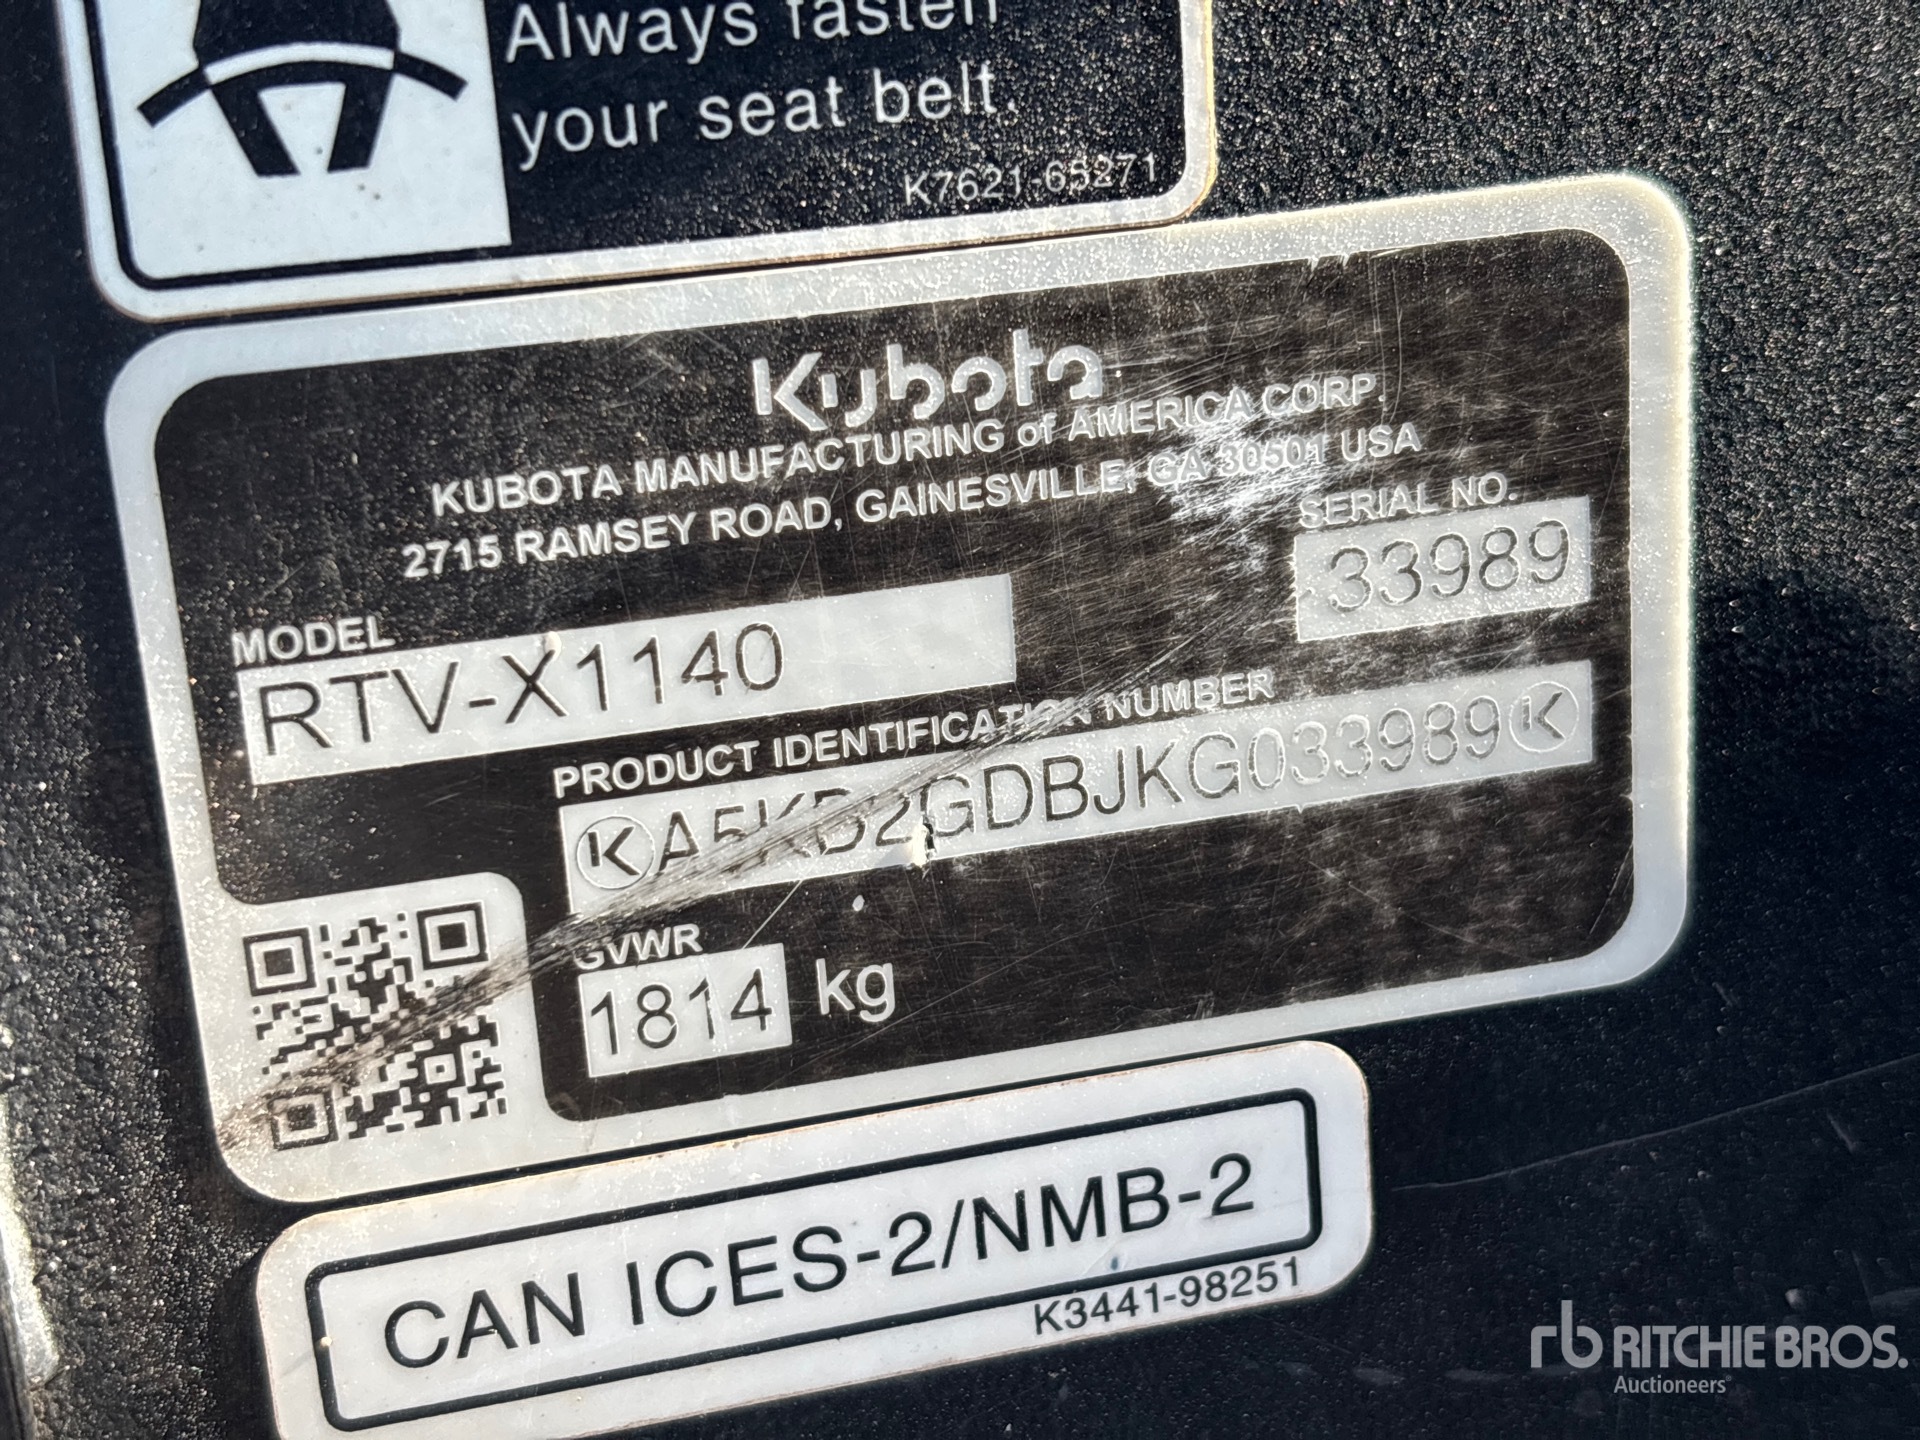 Always fasten
your seat belt.
K7621-65271
Kubota
KUBOTA MANUFACTURING of AMERICA CORP.
2715 RAMSEY ROAD, GAINESVILLE, GA 30501 USA
SERIAL NO.
33989
MODEL
RTV-X1140
PRODUCT IDENTIFICATION NUMBER
K A5KD2GDBJKG033989 K
GVWR
1814 kg
CAN ICES-2/NMB-2
K3441-98251
rb RITCHIE BROS.
Auctioneers